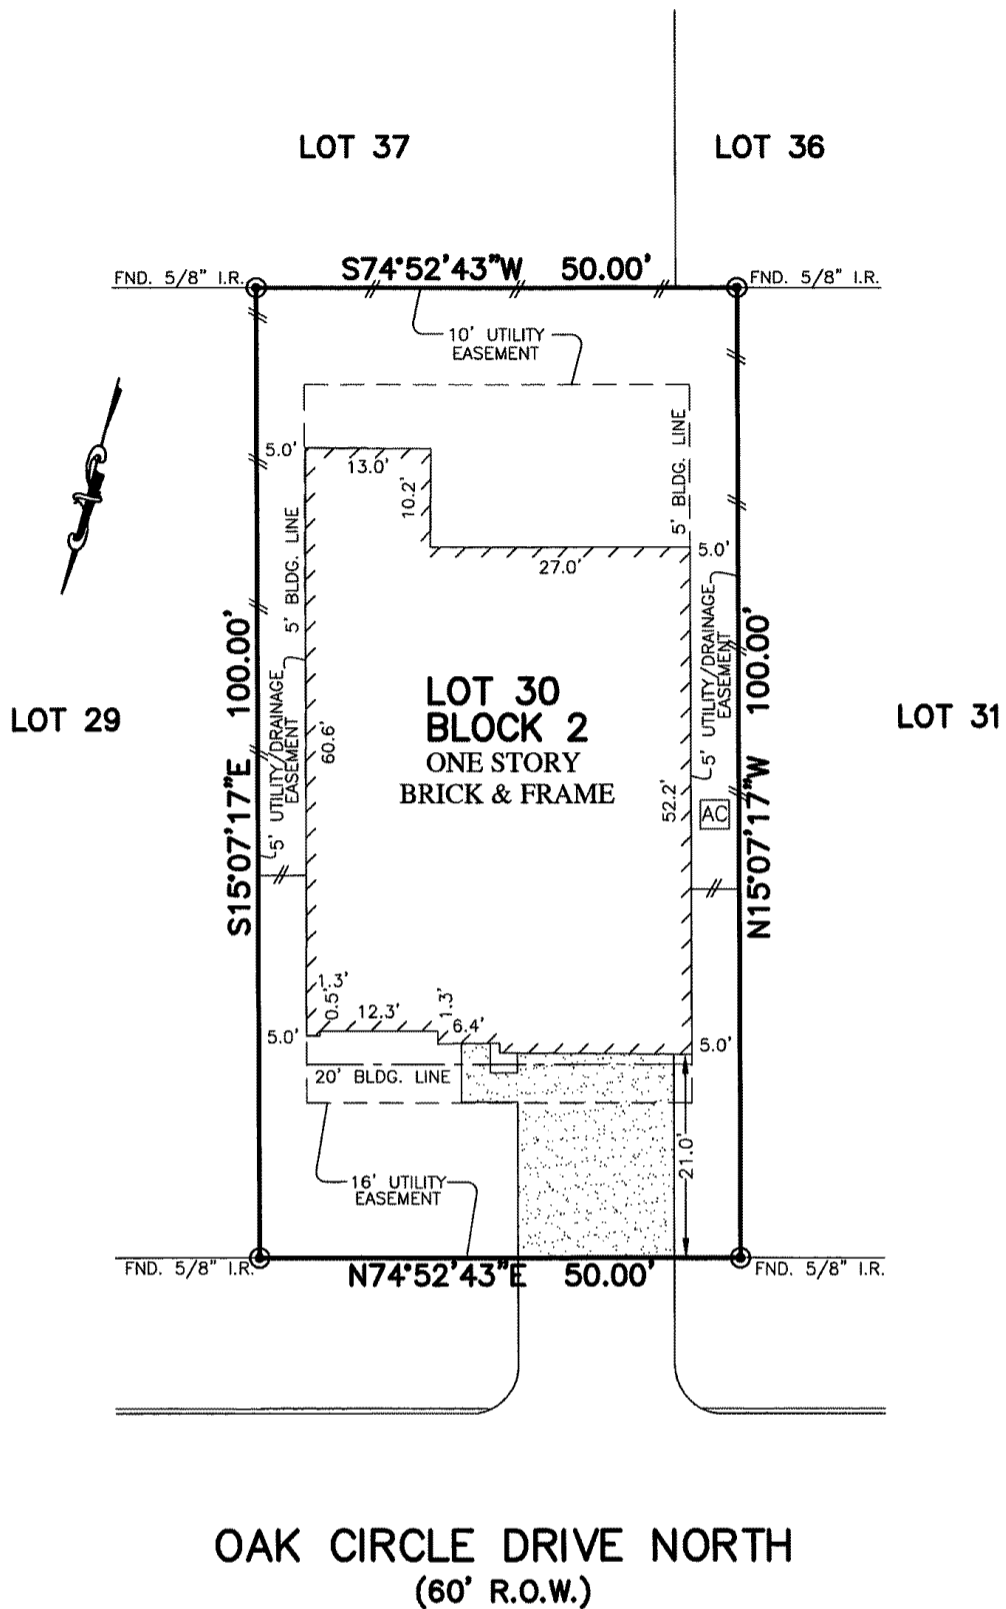 LOT 37
LOT 36
S74°52'43"W 50.00'
FND. 5/8" I.R.
FND. 5/8" I.R.
10' UTILITY
EASEMENT
5.0'
13.0'
10.2'
5' BLDG. LINE
5' BLDG. LINE
27.0'
5.0'
S15°07'17"E 100.00'
5' UTILITY/DRAINAGE
EASEMENT
60.6'
LOT 29
LOT 30
BLOCK 2
ONE STORY
BRICK & FRAME
52.2'
5' UTILITY/DRAINAGE
EASEMENT
AC
N15°07'17"W 100.00'
LOT 31
1.3'
0.5'
12.3'
1.3'
6.4'
5.0'
5.0'
20' BLDG. LINE
21.0'
16' UTILITY
EASEMENT
FND. 5/8" I.R.
N74°52'43"E 50.00'
FND. 5/8" I.R.
OAK CIRCLE DRIVE NORTH
(60' R.O.W.)